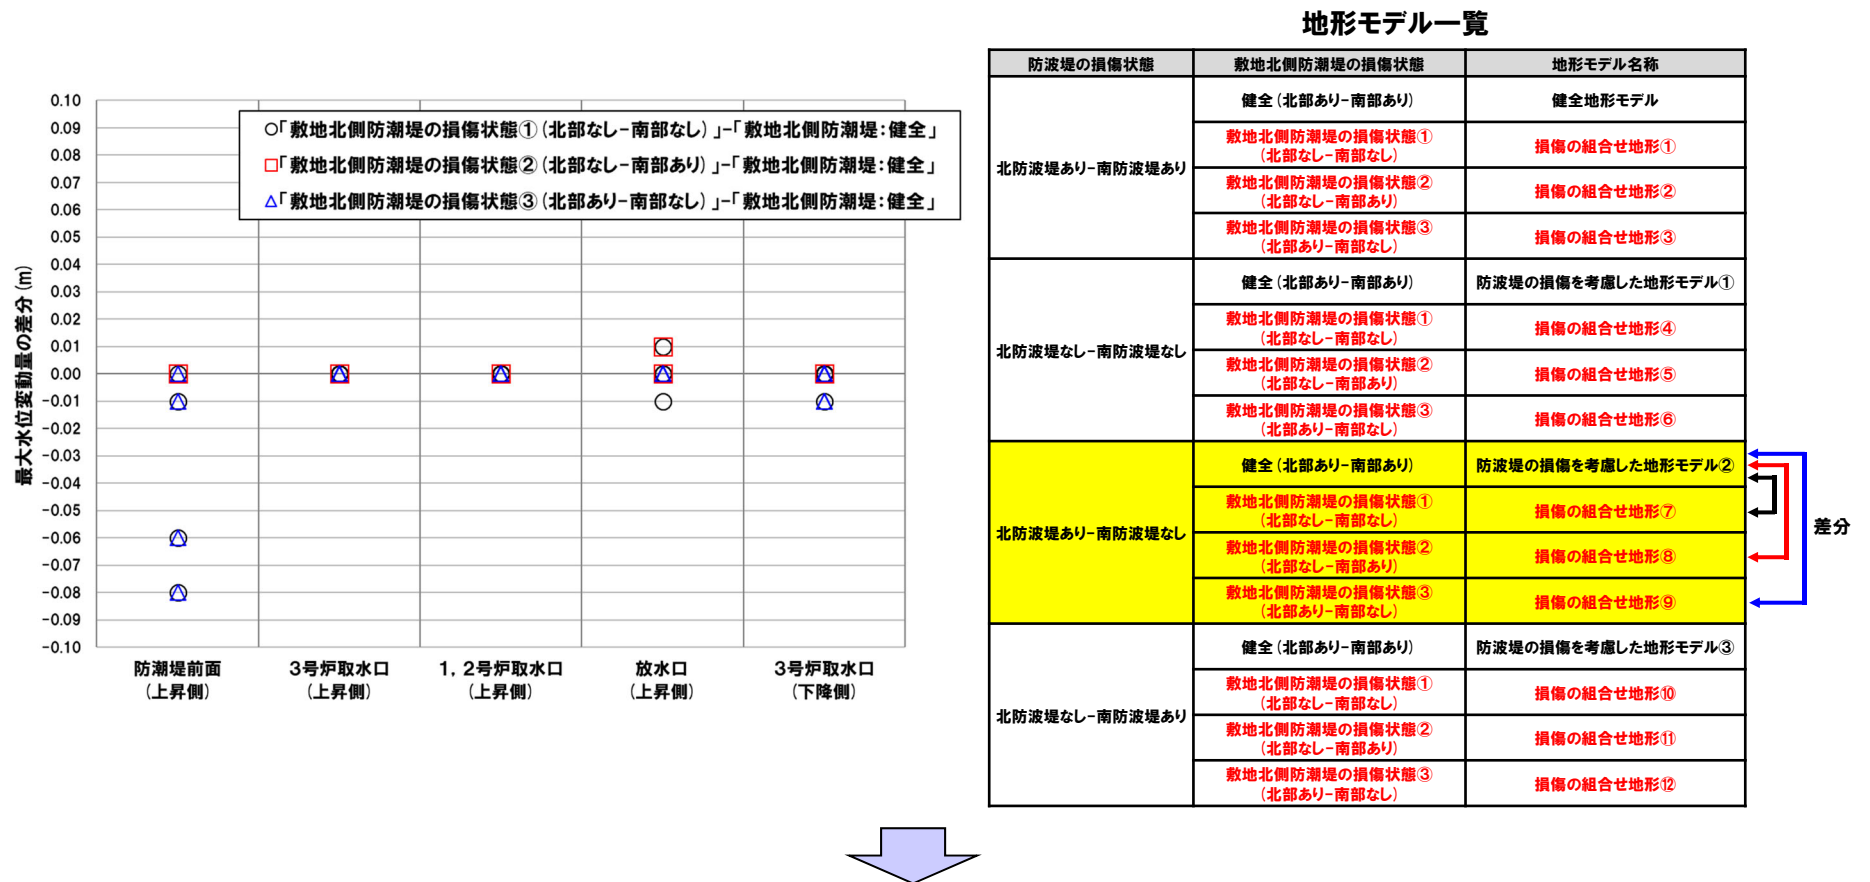 地形モデル一覧
0.10
0.09
0.08
0.07
0.06
0.05
0.04
0.03
0.02
0.01
0.00
-0.01
-0.02
-0.03
-0.04
-0.05
-0.06
-0.07
-0.08
-0.09
-0.10
最大水位変動量の差分(m)
○「敷地北側防潮堤の損傷状態①(北部なし-南部なし)」-「敷地北側防潮堤:健全」
□「敷地北側防潮堤の損傷状態②(北部なし-南部あり)」-「敷地北側防潮堤:健全」
△「敷地北側防潮堤の損傷状態③(北部あり-南部なし)」-「敷地北側防潮堤:健全」
防潮堤前面
(上昇側)
3号炉取水口
(上昇側)
1,2号炉取水口
(上昇側)
放水口
(上昇側)
3号炉取水口
(下降側)
防波堤の損傷状態
敷地北側防潮堤の損傷状態
地形モデル名称
北防波堤あり-南防波堤あり
健全(北部あり-南部あり)
健全地形モデル
敷地北側防潮堤の損傷状態①
(北部なし-南部なし)
損傷の組合せ地形①
敷地北側防潮堤の損傷状態②
(北部なし-南部あり)
損傷の組合せ地形②
敷地北側防潮堤の損傷状態③
(北部あり-南部なし)
損傷の組合せ地形③
北防波堤なし-南防波堤なし
健全(北部あり-南部あり)
防波堤の損傷を考慮した地形モデル①
敷地北側防潮堤の損傷状態①
(北部なし-南部なし)
損傷の組合せ地形④
敷地北側防潮堤の損傷状態②
(北部なし-南部あり)
損傷の組合せ地形⑤
敷地北側防潮堤の損傷状態③
(北部あり-南部なし)
損傷の組合せ地形⑥
北防波堤あり-南防波堤なし
健全(北部あり-南部あり)
防波堤の損傷を考慮した地形モデル②
敷地北側防潮堤の損傷状態①
(北部なし-南部なし)
損傷の組合せ地形⑦
敷地北側防潮堤の損傷状態②
(北部なし-南部あり)
損傷の組合せ地形⑧
敷地北側防潮堤の損傷状態③
(北部あり-南部なし)
損傷の組合せ地形⑨
差分
北防波堤なし-南防波堤あり
健全(北部あり-南部あり)
防波堤の損傷を考慮した地形モデル③
敷地北側防潮堤の損傷状態①
(北部なし-南部なし)
損傷の組合せ地形⑩
敷地北側防潮堤の損傷状態②
(北部なし-南部あり)
損傷の組合せ地形⑪
敷地北側防潮堤の損傷状態③
(北部あり-南部なし)
損傷の組合せ地形⑫